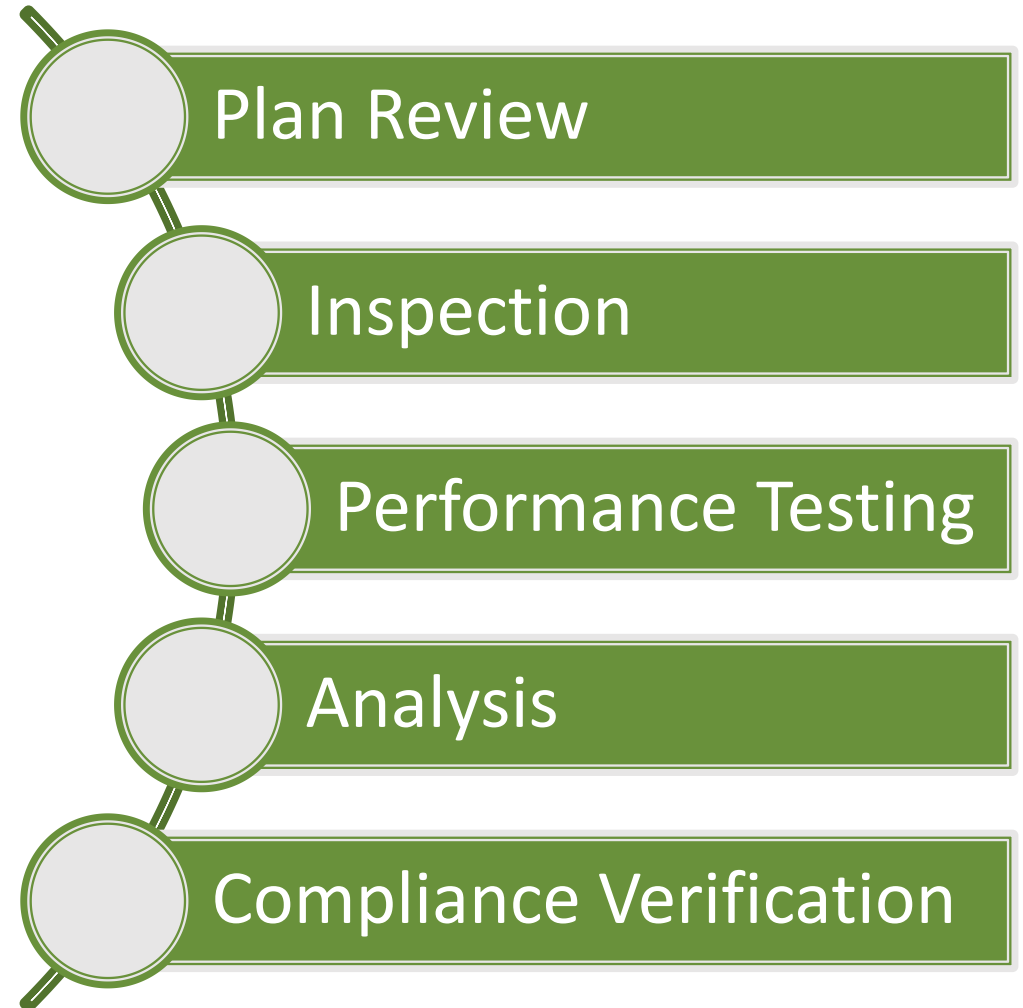 Plan Review
Inspection
Performance Testing
Analysis
Compliance Verification